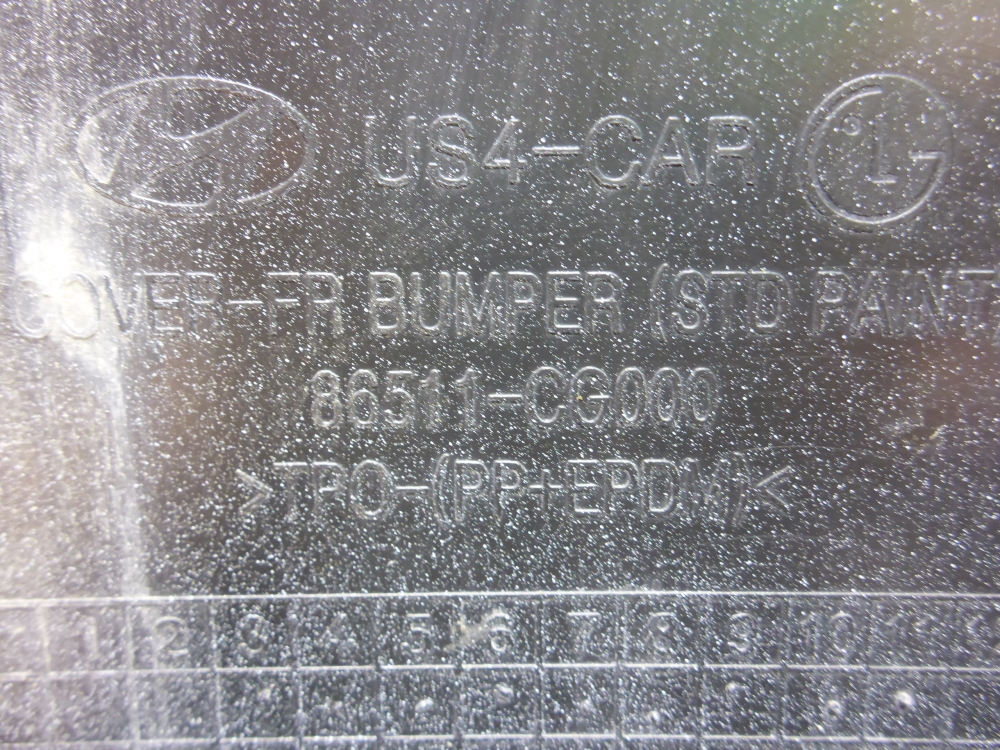 US4-CAR
COVER-FR BUMPER (STD PAINT)
86511-CG000
>TPO-(PP+EPDM)<
1 2 3 4 5 6 7 8 9 10 11